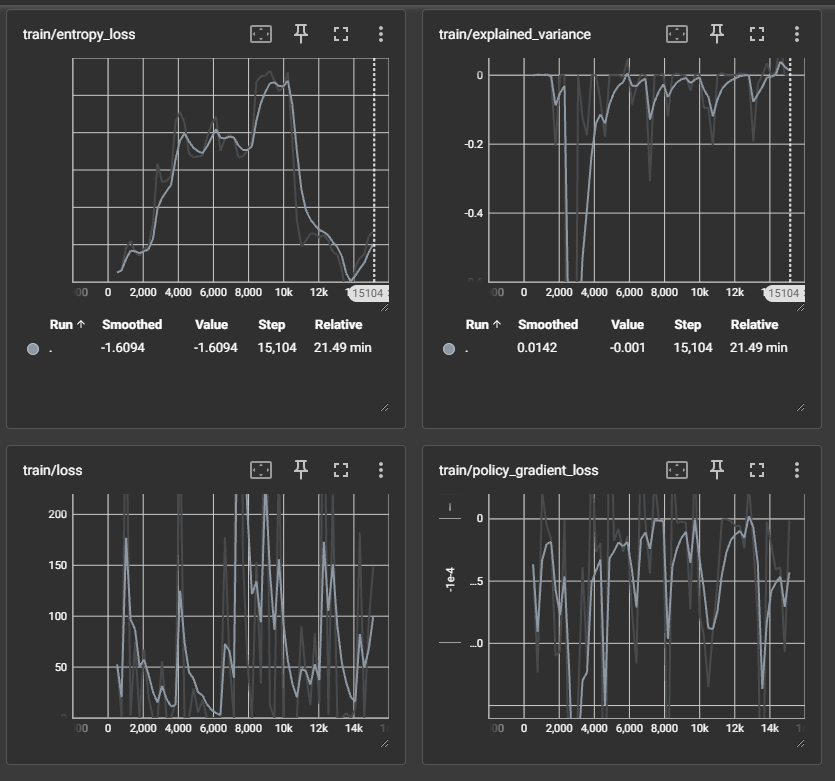 train/entropy_loss
0 2,000 4,000 6,000 8,000 10k 12k
15104
Run ↑ Smoothed Value Step Relative
. -1.6094 -1.6094 15,104 21.49 min
train/explained_variance
0
-0.2
-0.4
0 2,000 4,000 6,000 8,000 10k 12k
15104
Run ↑ Smoothed Value Step Relative
. 0.0142 -0.001 15,104 21.49 min
train/loss
200
150
100
50
0 2,000 4,000 6,000 8,000 10k 12k 14k
train/policy_gradient_loss
0
-1e-4
...5
...0
0 2,000 4,000 6,000 8,000 10k 12k 14k